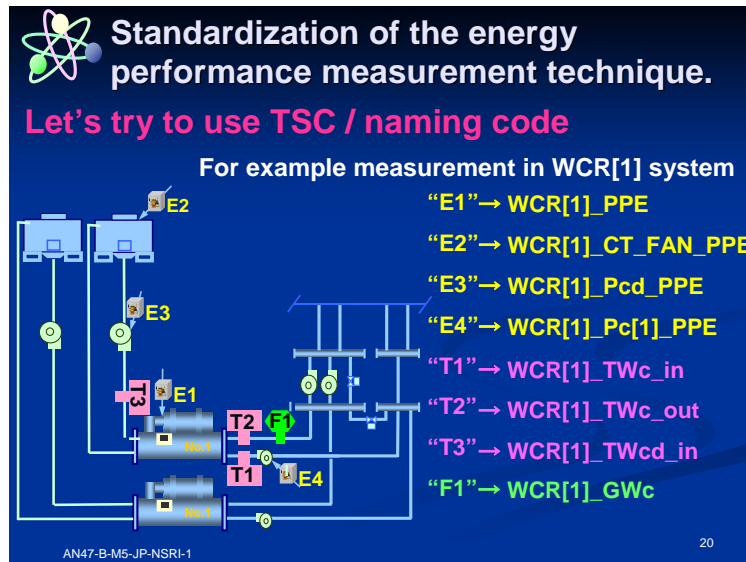 Standardization of the energy
performance measurement technique.
Let's try to use TSC / naming code
For example measurement in WCR[1] system
“E1”→ WCR[1]_PPE
“E2”→ WCR[1]_CT_FAN_PPE
“E3”→ WCR[1]_Pcd_PPE
“E4”→ WCR[1]_Pc[1]_PPE
“T1”→ WCR[1]_TWc_in
“T2”→ WCR[1]_TWc_out
“T3”→ WCR[1]_TWcd_in
“F1”→ WCR[1]_GWc
E2
E3
T3
E1
T2
F1
No.1
T1
E4
No.1
AN47-B-M5-JP-NSRI-1
20